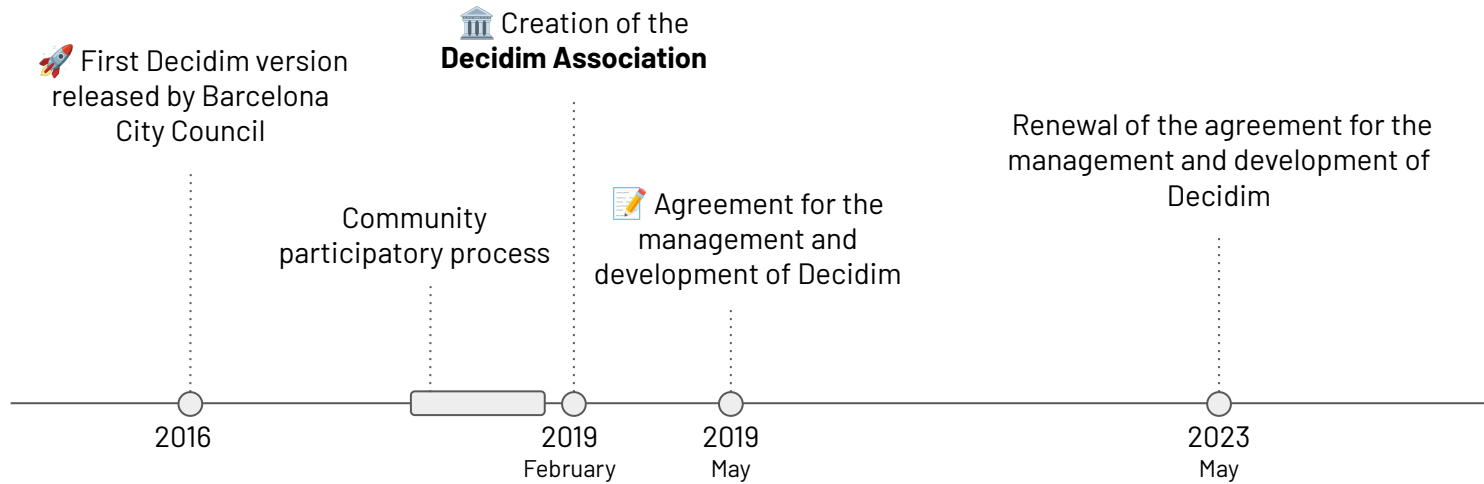 🚀 First Decidim version
released by Barcelona
City Council
Community
participatory process
🏛️ Creation of the
Decidim Association
📝 Agreement for the
management and
development of Decidim
Renewal of the agreement for the
management and development of
Decidim
2016
2019
February
2019
May
2023
May